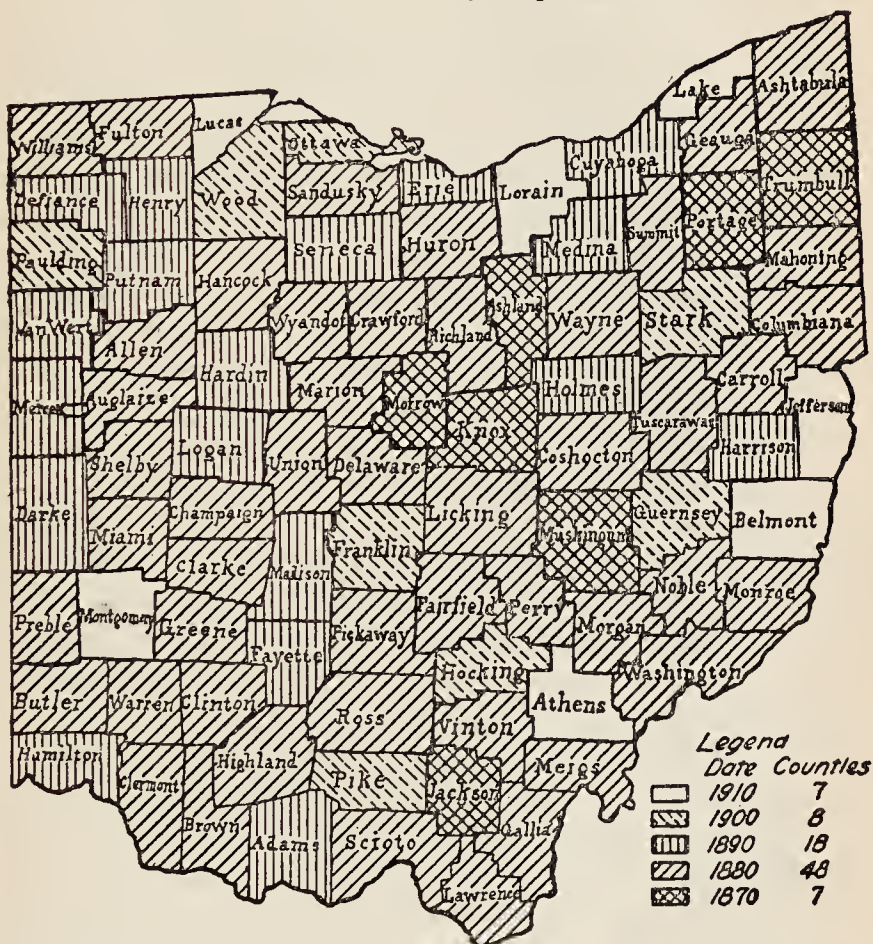 Lake Ashtabula
Williams Fulton Lucas Ottawa Cuyahoga Geauga
Defiance Henry Wood Sandusky Erie Lorain Trumbull
Seneca Huron Medina Summit Portage
Paulding Putnam Hancock Mahoning
Van Wert Allen Wyandot Crawford Richland Ashland Wayne Stark Columbiana
Hardin Marion Holmes Carroll
Mercer Auglaize Morrow Knox Tuscarawas Jefferson
Shelby Logan Union Delaware Coshocton Harrison
Darke Miami Champaign Licking Guernsey Belmont
Clarke Madison Franklin Mushinoum
Fairfield Perry Noble Monroe
Preble Montgomery Greene Pickaway Morgan
Fayette Hocking Washington
Butler Warren Clinton Ross Vinton Athens
Hamilton Clermont Highland Pike Jackson Meigs
Brown Adams Scioto Gallia
Lawrence
Legend
Date Counties
1910 7
1900 8
1890 18
1880 48
1870 7